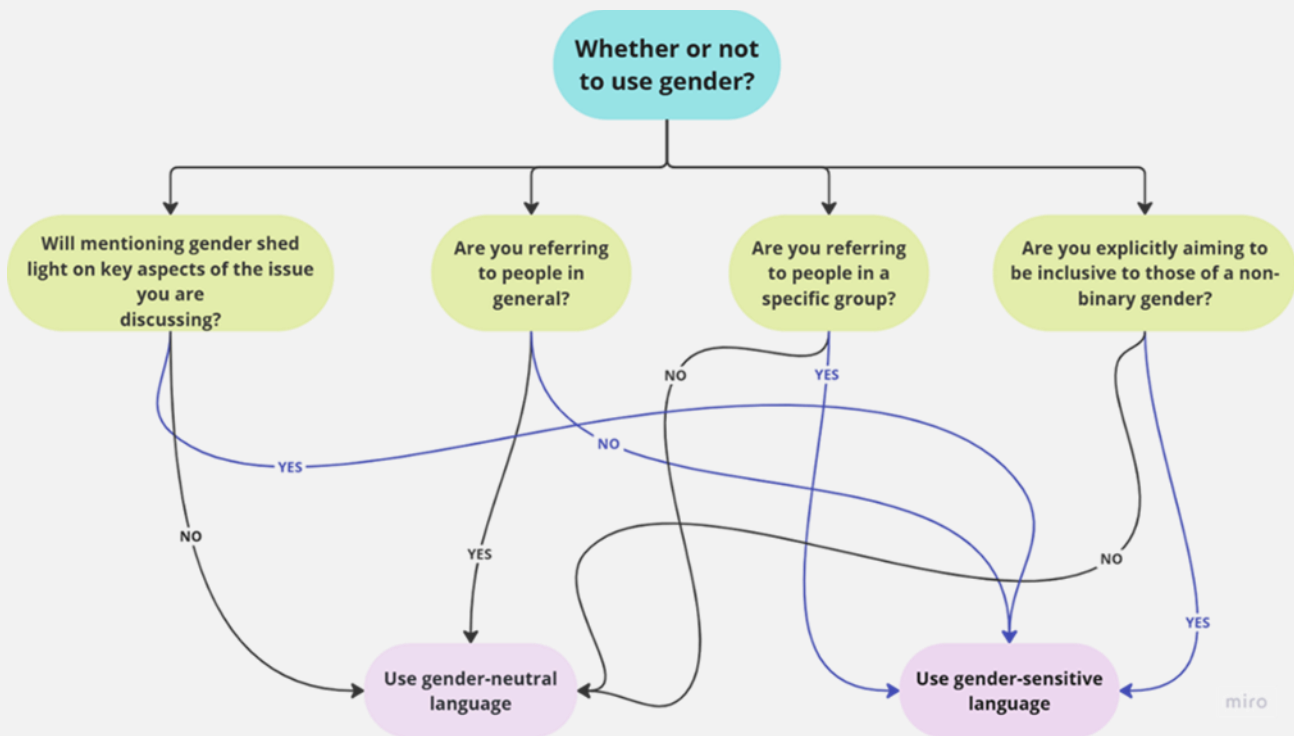 Whether or not
to use gender?
Will mentioning gender shed
light on key aspects of the issue
you are
discussing?
Are you referring
to people in
general?
Are you referring
to people in a
specific group?
Are you explicitly aiming to
be inclusive to those of a non-
binary gender?
NO
YES
NO
YES
NO
YES
NO
YES
Use gender-neutral
language
Use gender-sensitive
language
miro